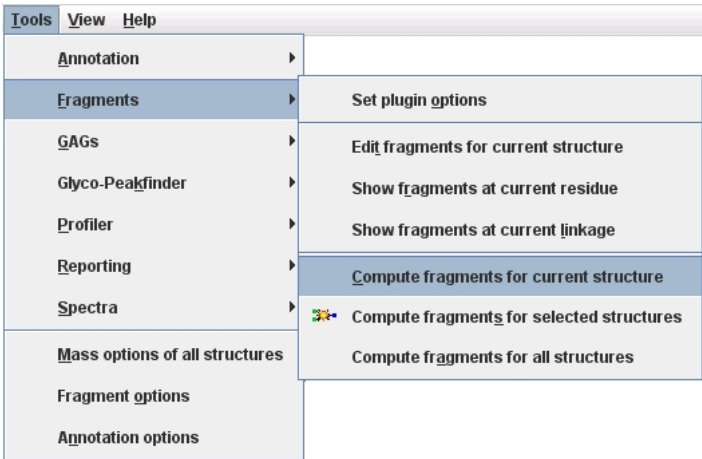 Tools View Help
Annotation
Fragments
GAGs
Glyco-Peakfinder
Profiler
Reporting
Spectra
Mass options of all structures
Fragment options
Annotation options
Set plugin options
Edit fragments for current structure
Show fragments at current residue
Show fragments at current linkage
Compute fragments for current structure
Compute fragments for selected structures
Compute fragments for all structures